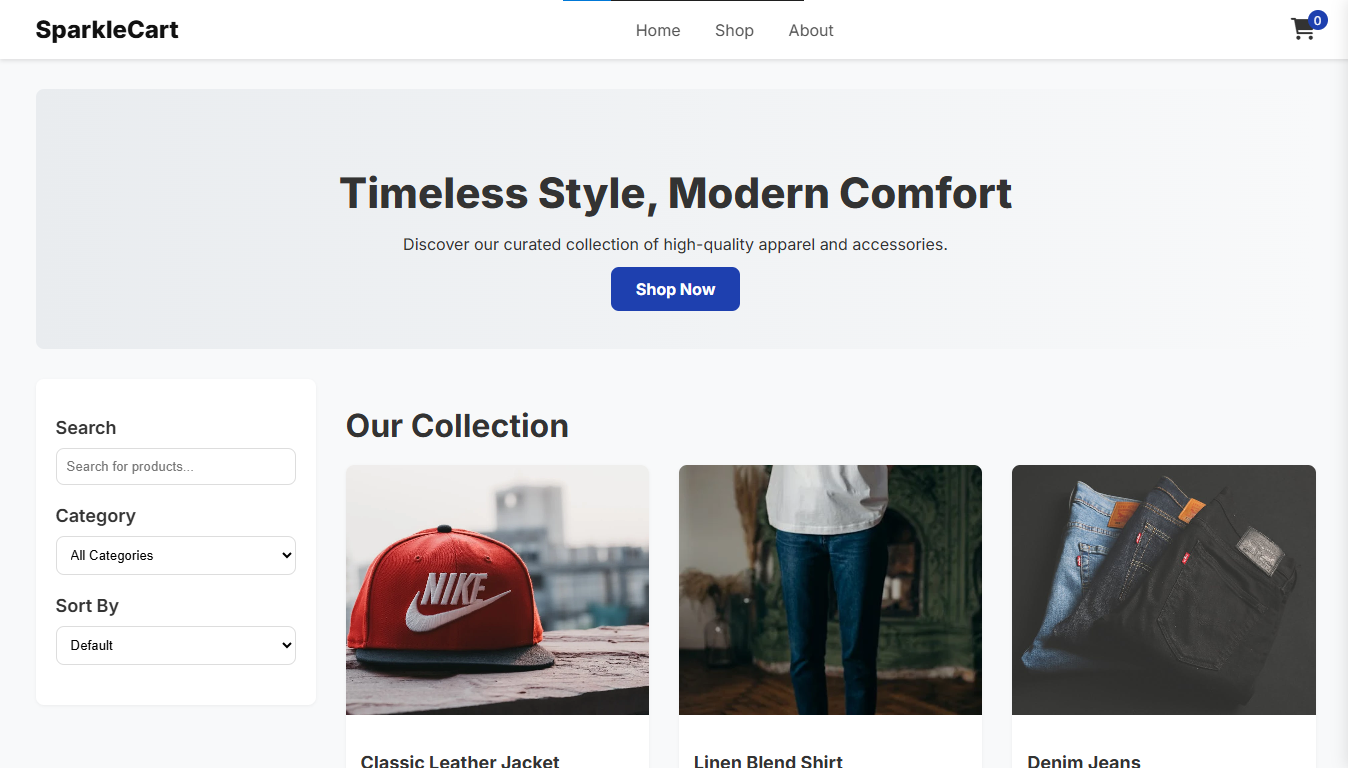 SparkleCart
Home Shop About
0
Timeless Style, Modern Comfort
Discover our curated collection of high-quality apparel and accessories.
Shop Now
Search
Search for products...
Category
All Categories
Sort By
Default
Our Collection
NIKE
Classic Leather Jacket
Linen Blend Shirt
Denim Jeans